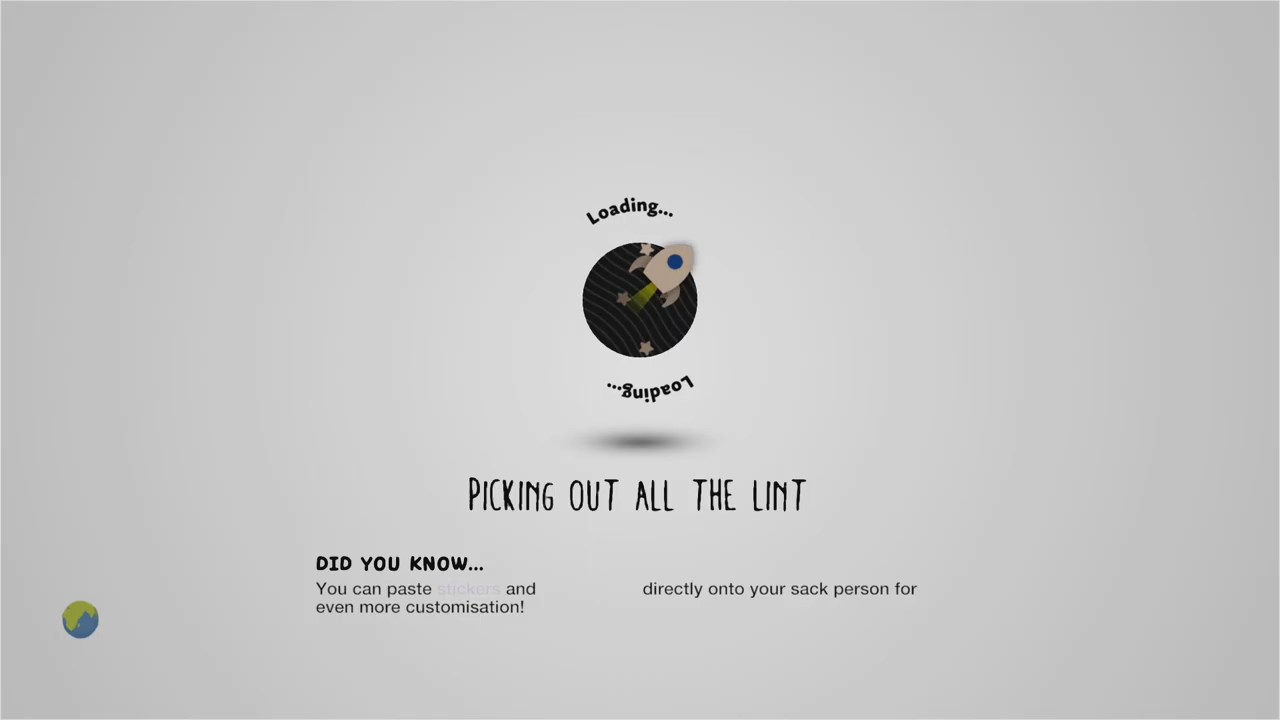 Loading...
Loading...
PICKING OUT ALL THE LINT
DID YOU KNOW...
You can paste stickers and directly onto your sack person for
even more customisation!